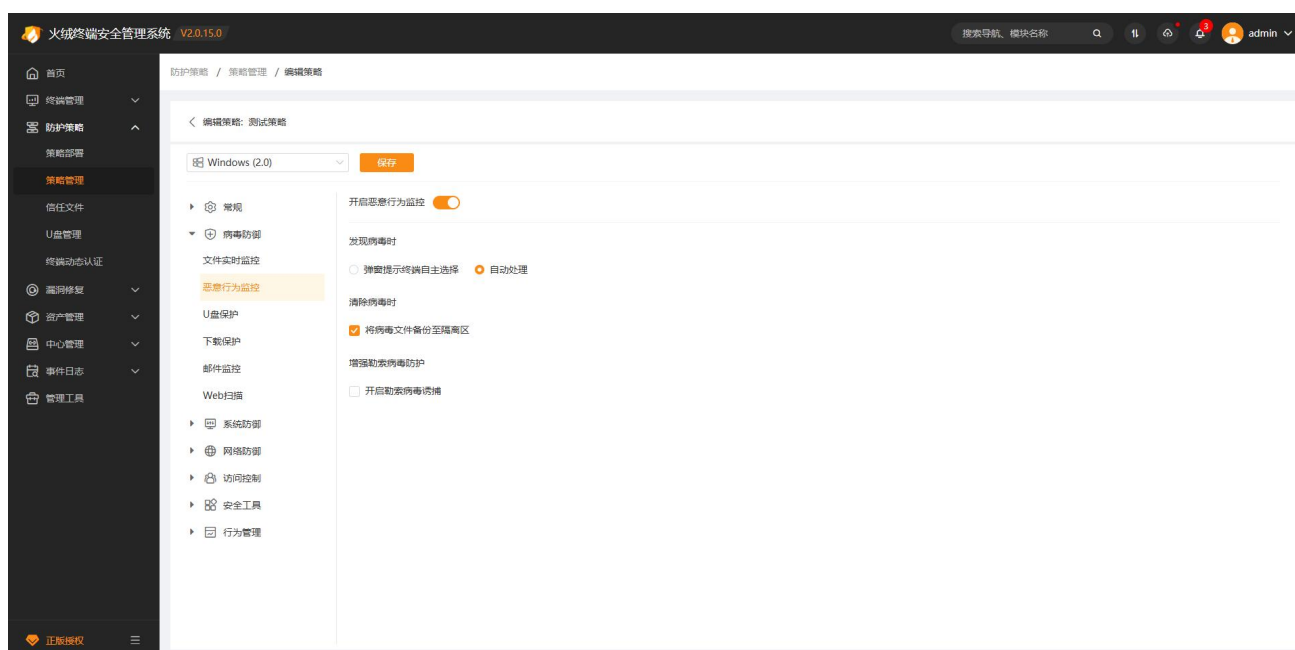 火绒终端安全管理系统 V2.0.15.0
搜索导航、模块名称
3
admin
首页
终端管理
防护策略
策略部署
策略管理
信任文件
U盘管理
终端动态认证
漏洞修复
资产管理
中心管理
事件日志
管理工具
正版授权
防护策略 / 策略管理 / 编辑策略
编辑策略: 测试策略
Windows (2.0)
保存
常规
病毒防御
文件实时监控
恶意行为监控
U盘保护
下载保护
邮件监控
Web扫描
系统防御
网络防御
访问控制
安全工具
行为管理
开启恶意行为监控
发现病毒时
弹窗提示终端自主选择 自动处理
清除病毒时
将病毒文件备份至隔离区
增强勒索病毒防护
开启勒索病毒诱捕